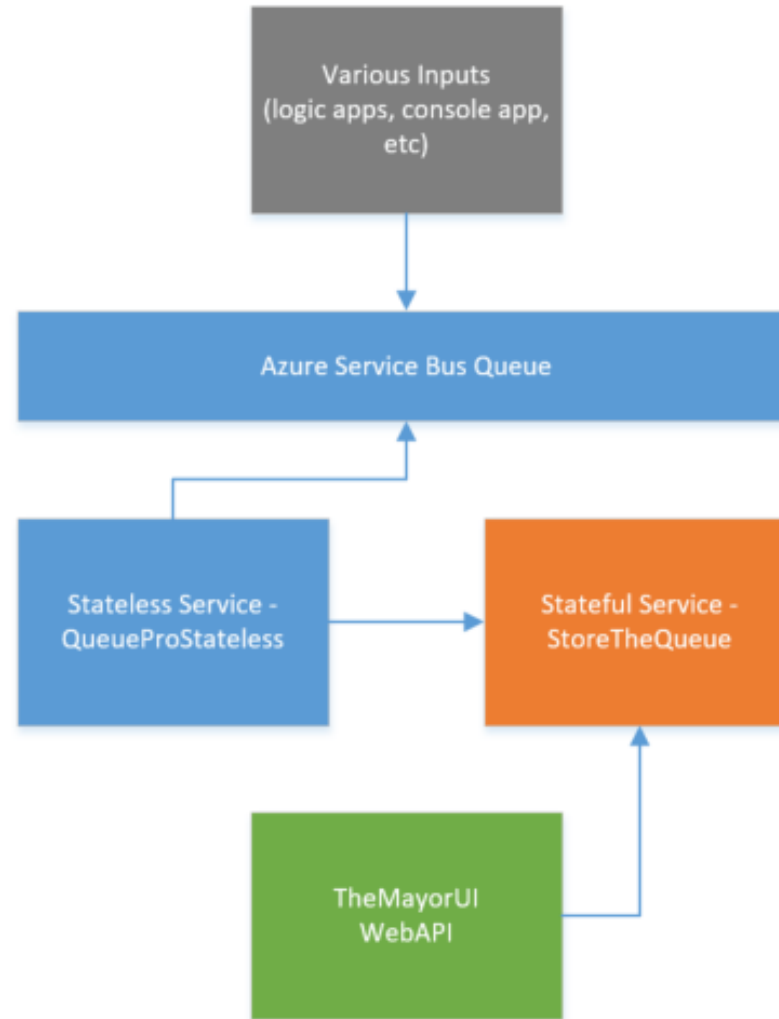 Various Inputs
(logic apps, console app,
etc)
Azure Service Bus Queue
Stateless Service -
QueueProStateless
Stateful Service -
StoreTheQueue
TheMayorUI
WebAPI